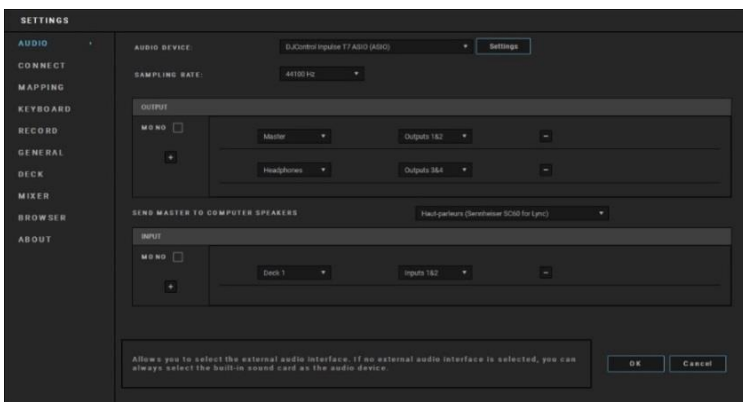 SETTINGS
AUDIO
CONNECT
MAPPING
KEYBOARD
RECORD
GENERAL
DECK
MIXER
BROWSER
ABOUT
AUDIO DEVICE: DJControl Inpulse T7 ASIO (ASIO) Settings
SAMPLING RATE: 44100 Hz
OUTPUT
MONO
+
Master Outputs 1&2 -
Headphones Outputs 3&4 -
SEND MASTER TO COMPUTER SPEAKERS Haut-parleurs (Sennheiser SC60 for Lync)
INPUT
MONO
+
Deck 1 Inputs 1&2 -
Allows you to select the external audio interface. If no external audio interface is selected, you can
always select the built-in sound card as the audio device.
OK Cancel